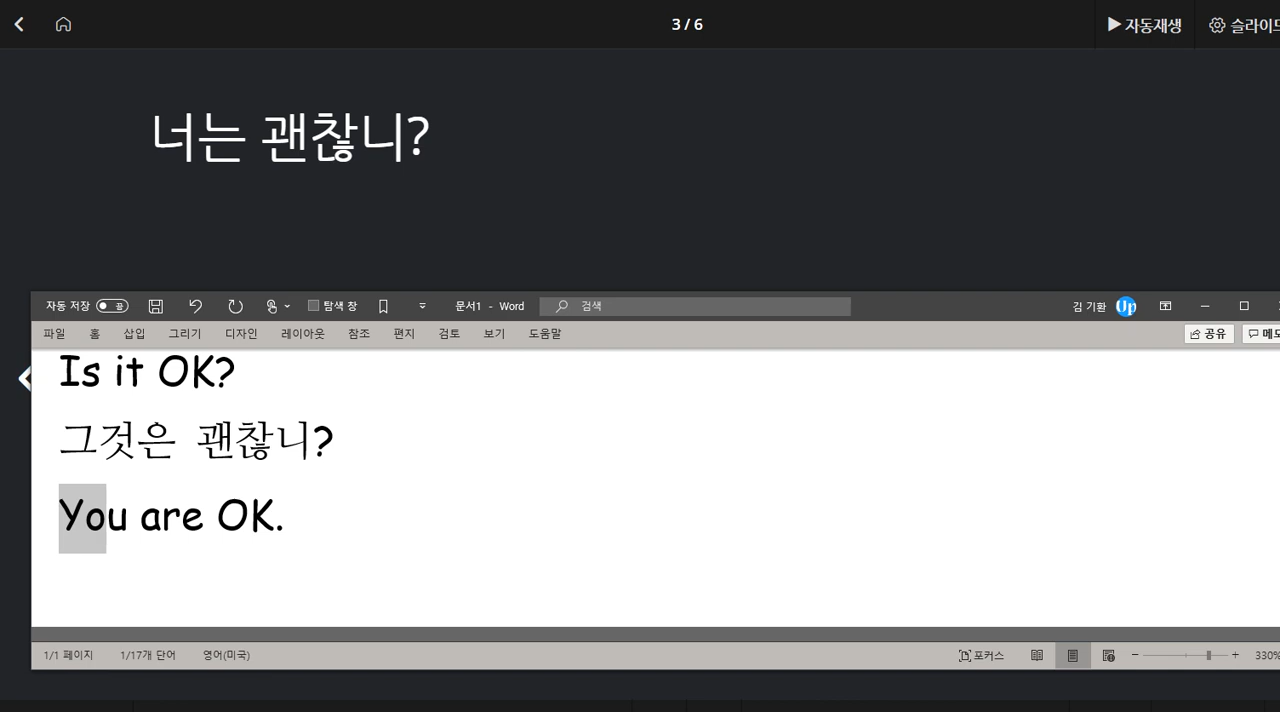 3 / 6
▶자동재생
슬라이드
너는 괜찮니?
자동 저장 끔 탐색 창 문서1 - Word 검색 김 기환 Up
파일 홈 삽입 그리기 디자인 레이아웃 참조 편지 검토 보기 도움말 공유
Is it OK?
그것은 괜찮니?
You are OK.
1/1 페이지 1/17개 단어 영어(미국) 포커스 - + 330%